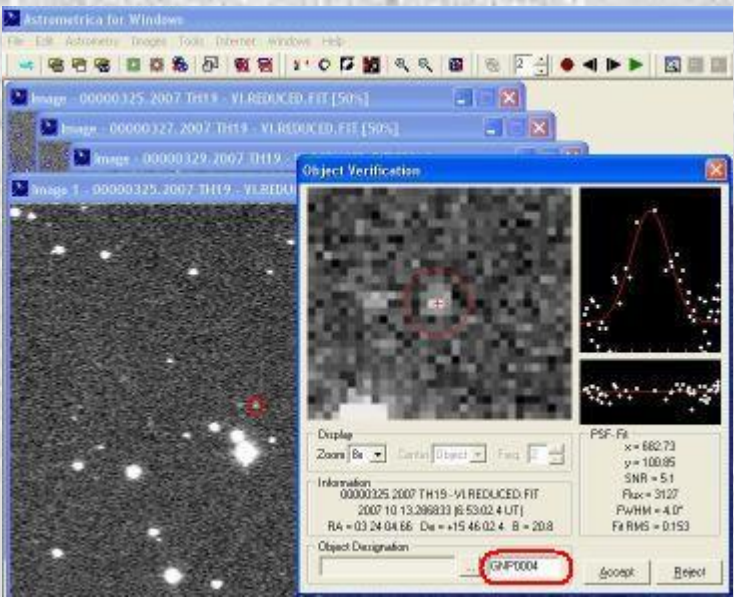 Astrometrica for Windows
File Edit Astrometry Images Tools Internet Windows Help
2
Image - 00000325.2007 TH19 - VI.REDUCED.FIT [50%]
Image - 00000327.2007 TH19 - VI.REDUCED.FIT [50%]
Image - 00000329.2007 TH19 -
Image 1 - 00000325.2007 TH19 - VI.REDU
Object Verification
Display
Zoom 8x Object 2
Information
00000325.2007 TH19 - VI.REDUCED.FIT
2007 10 13.286833 (6:53:02.4 UT)
RA = 03 24 04.66 De = +15 46 02.4 B = 20.8
Object Designation
... GNP0004
PSF-Fit
x = 682.73
y = 100.85
SNR = 5.1
Flux = 3127
FWHM = 4.0"
Fit RMS = 0.153
Accept Reject